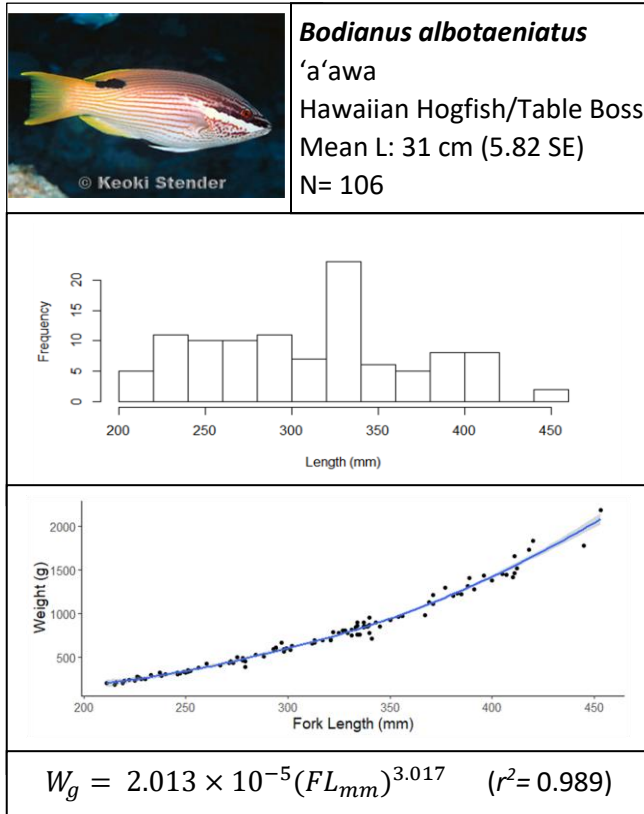 © Keoki Stender
Bodianus albotaeniatus
‘a‘awa
Hawaiian Hogfish/Table Boss
Mean L: 31 cm (5.82 SE)
N= 106
Frequency
20
15
10
5
0
200 250 300 350 400 450
Length (mm)
Weight (g)
2000
1500
1000
500
200 250 300 350 400 450
Fork Length (mm)
W_g = 2.013 × 10⁻⁵(FL_mm)³·⁰¹⁷ (r²= 0.989)